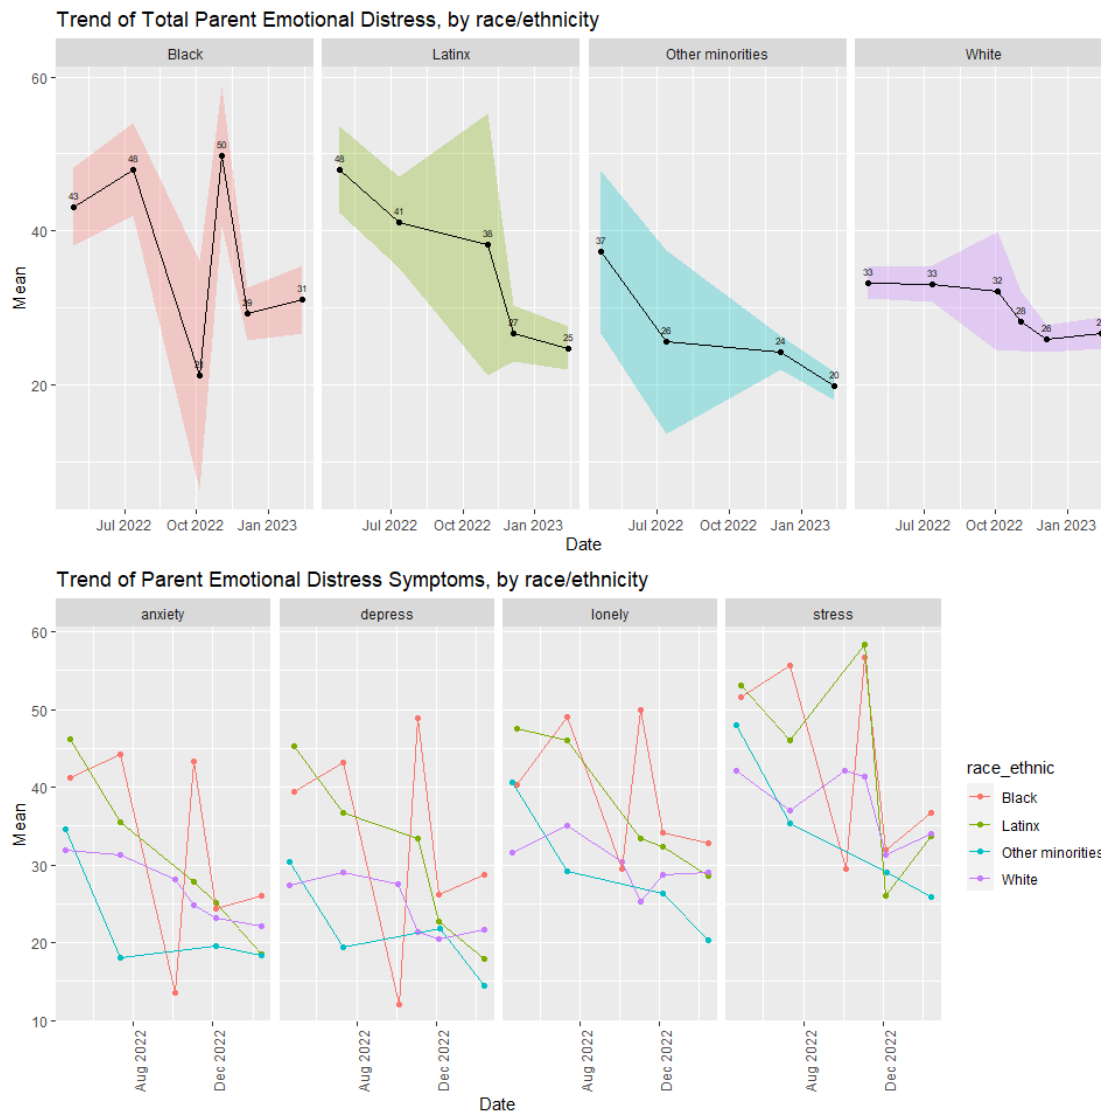 Trend of Total Parent Emotional Distress, by race/ethnicity
Black
Latinx
Other minorities
White
Mean
60
40
20
43
48
21
50
29
31
48
41
38
27
25
37
26
24
20
33
33
32
28
26
Jul 2022
Oct 2022
Jan 2023
Jul 2022
Oct 2022
Jan 2023
Jul 2022
Oct 2022
Jan 2023
Jul 2022
Oct 2022
Jan 2023
Date
Trend of Parent Emotional Distress Symptoms, by race/ethnicity
anxiety
depress
lonely
stress
Mean
60
50
40
30
20
10
Aug 2022
Dec 2022
Aug 2022
Dec 2022
Aug 2022
Dec 2022
Aug 2022
Dec 2022
Date
race_ethnic
Black
Latinx
Other minorities
White